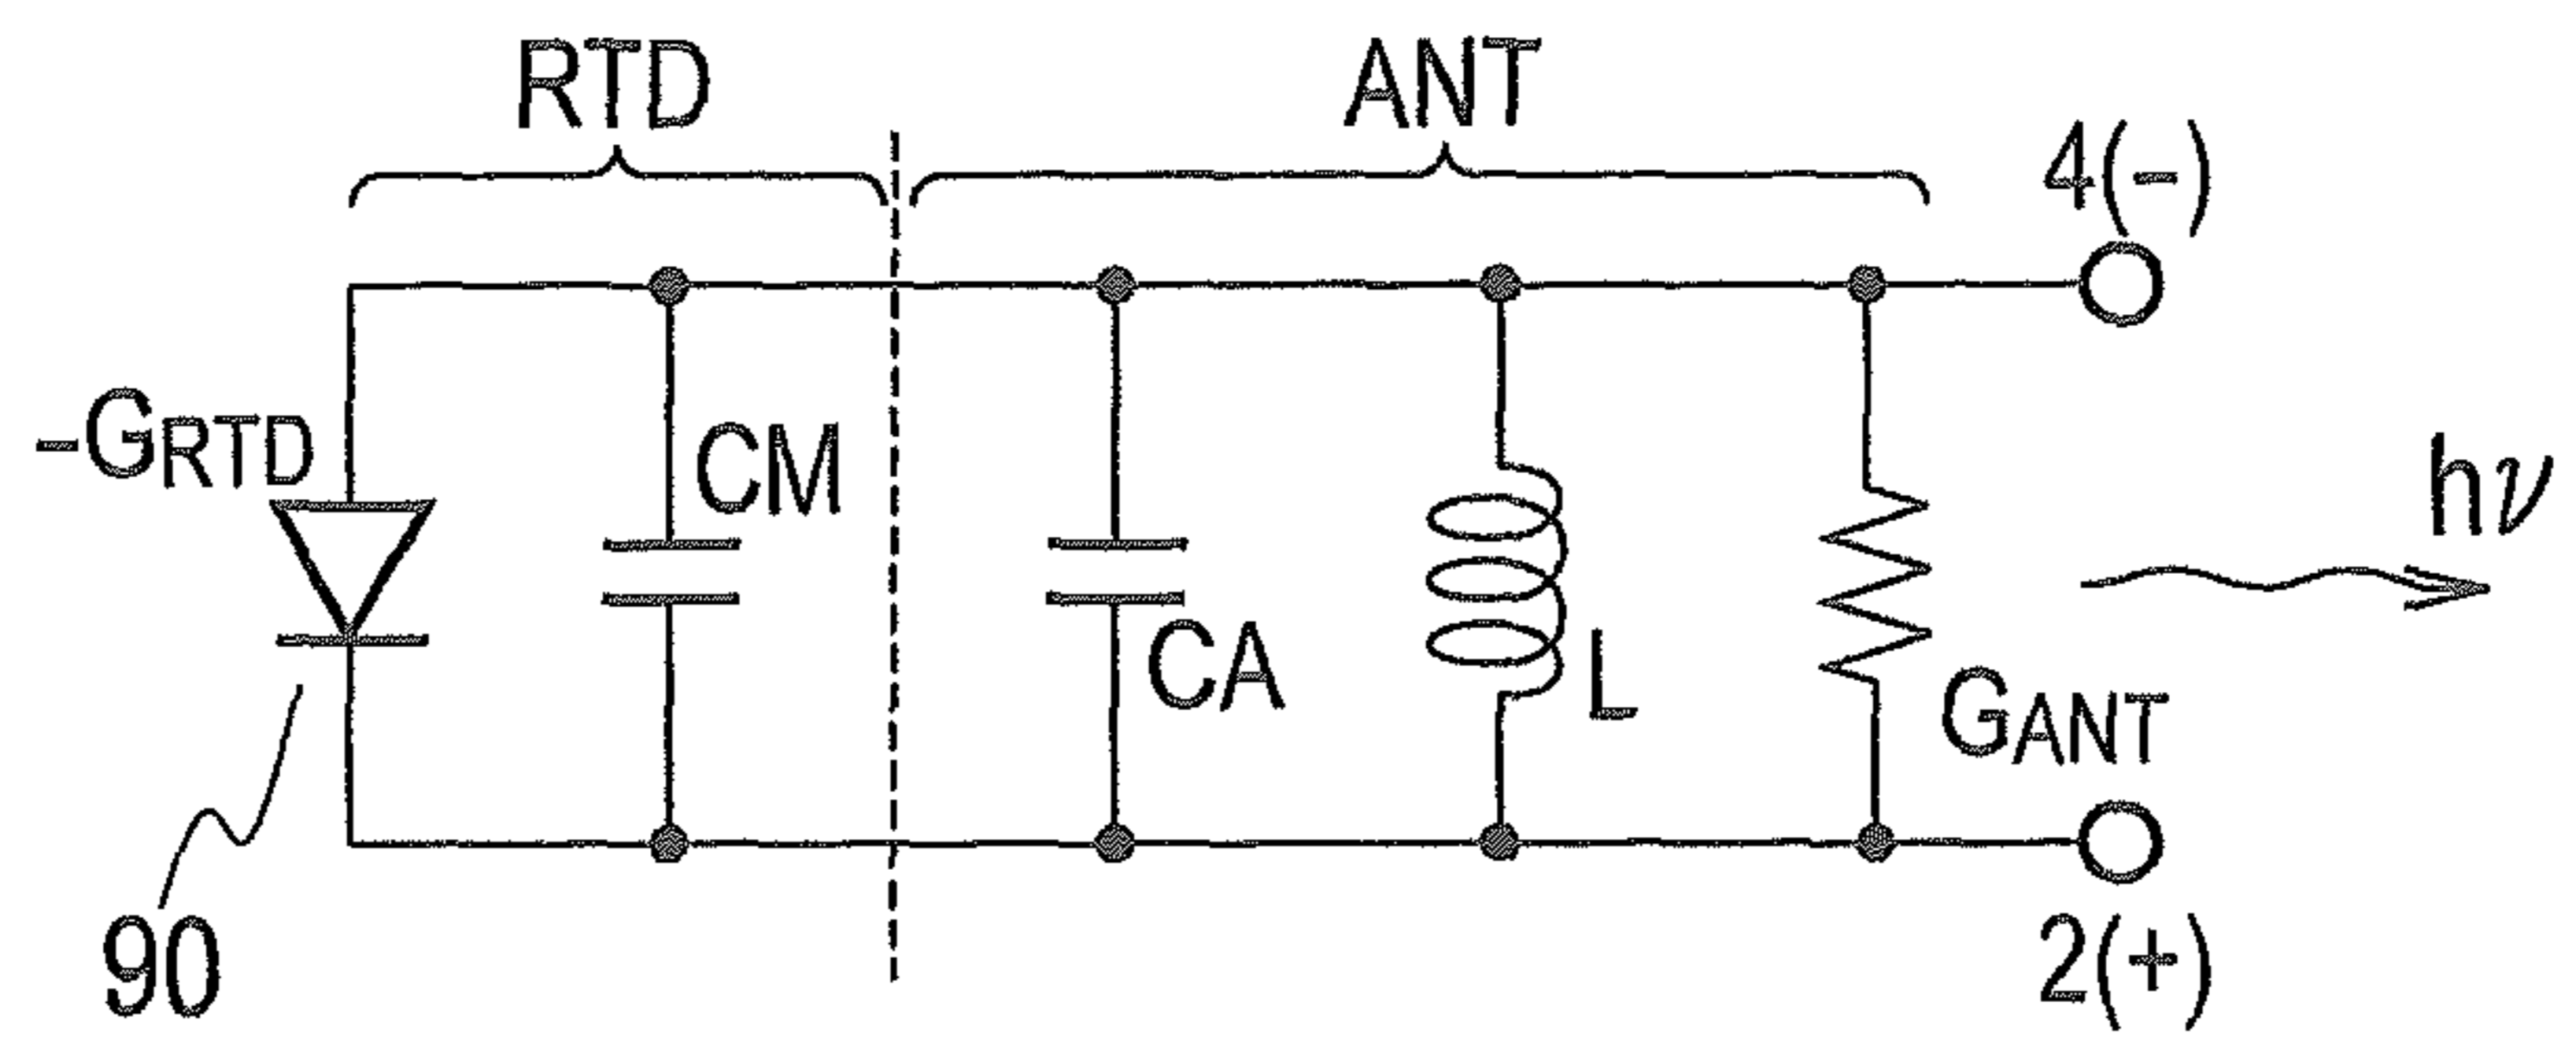 RTD
ANT
4(-)
-GRTD
CM
hν
CA
L
GANT
90
2(+)